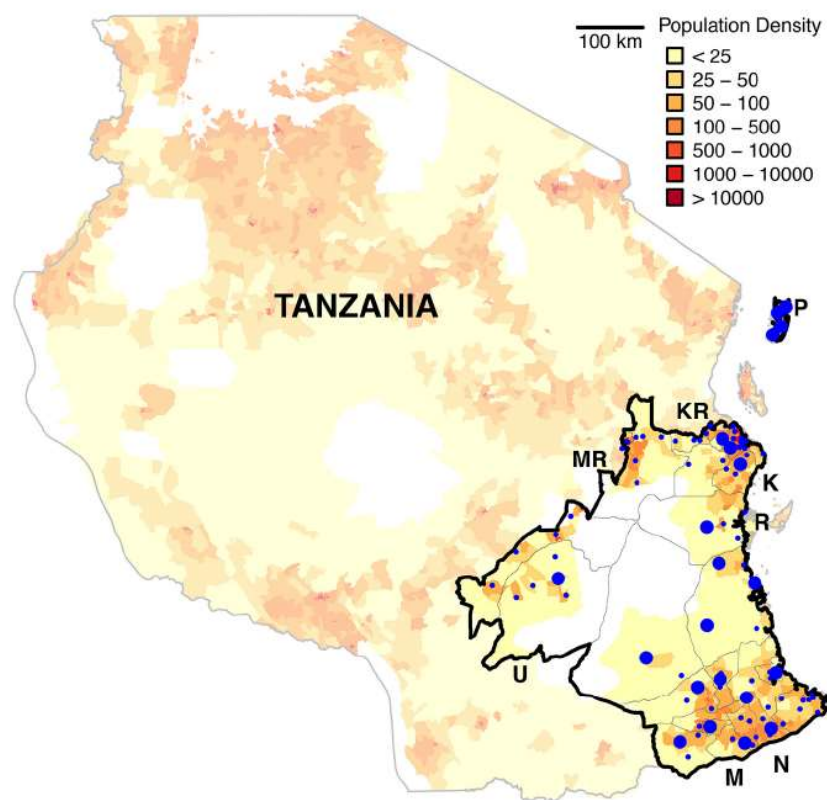 Population Density
100 km
< 25
25 – 50
50 – 100
100 – 500
500 – 1000
1000 – 10000
> 10000
TANZANIA
P
KR
MR
K
R
U
M
N